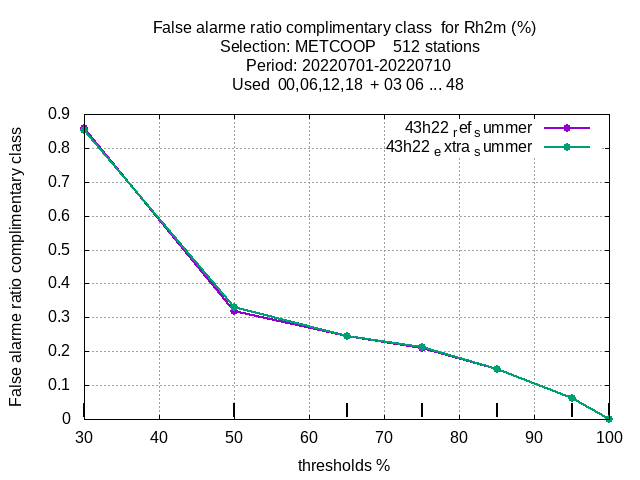 False alarme ratio complimentary class  for Rh2m (%)
Selection: METCOOP    512 stations
Period: 20220701-20220710
Used  00,06,12,18  + 03 06 ... 48
43h22 ref summer
43h22 extra summer
False alarme ratio complimentary class
0.9
0.8
0.7
0.6
0.5
0.4
0.3
0.2
0.1
0
30 40 50 60 70 80 90 100
thresholds %